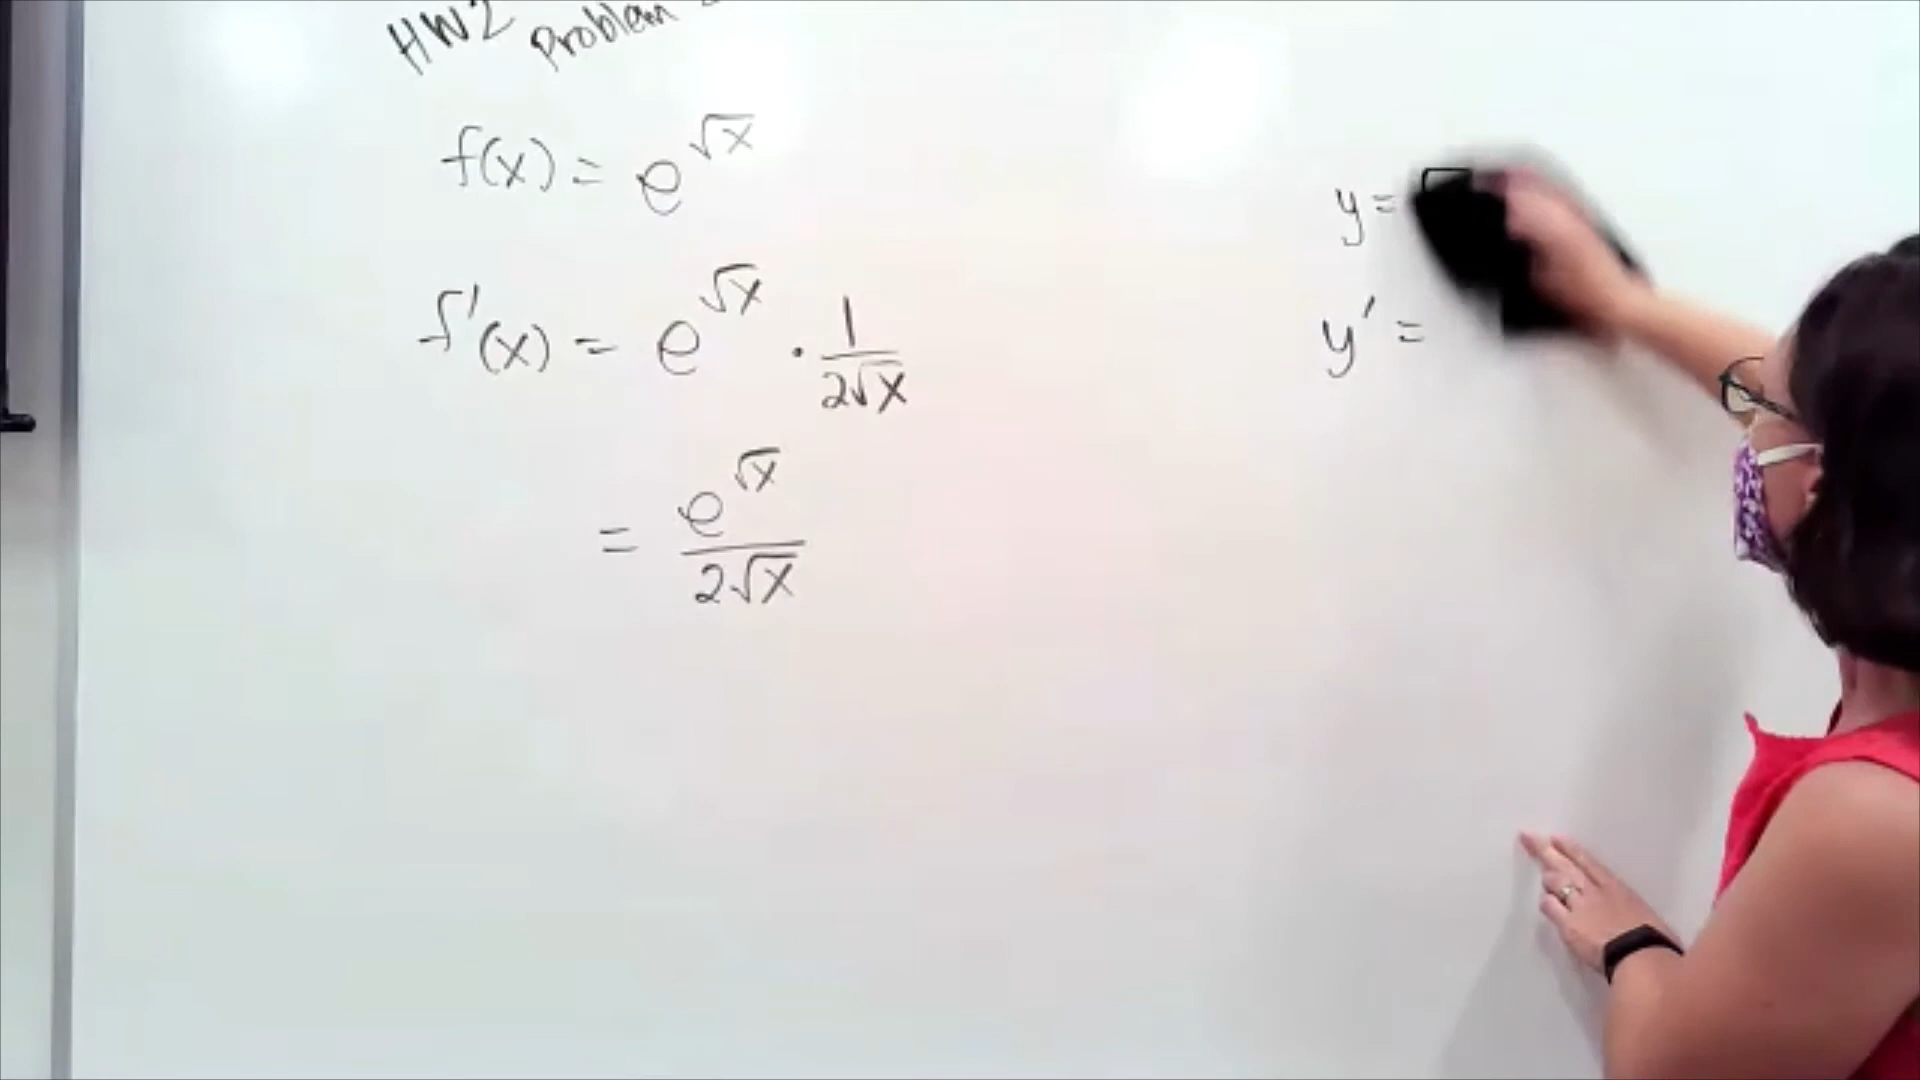 HW2 Problem
f(x) = e^√x
f'(x) = e^√x · 1/(2√x)
= e^√x/(2√x)
y =
y' =